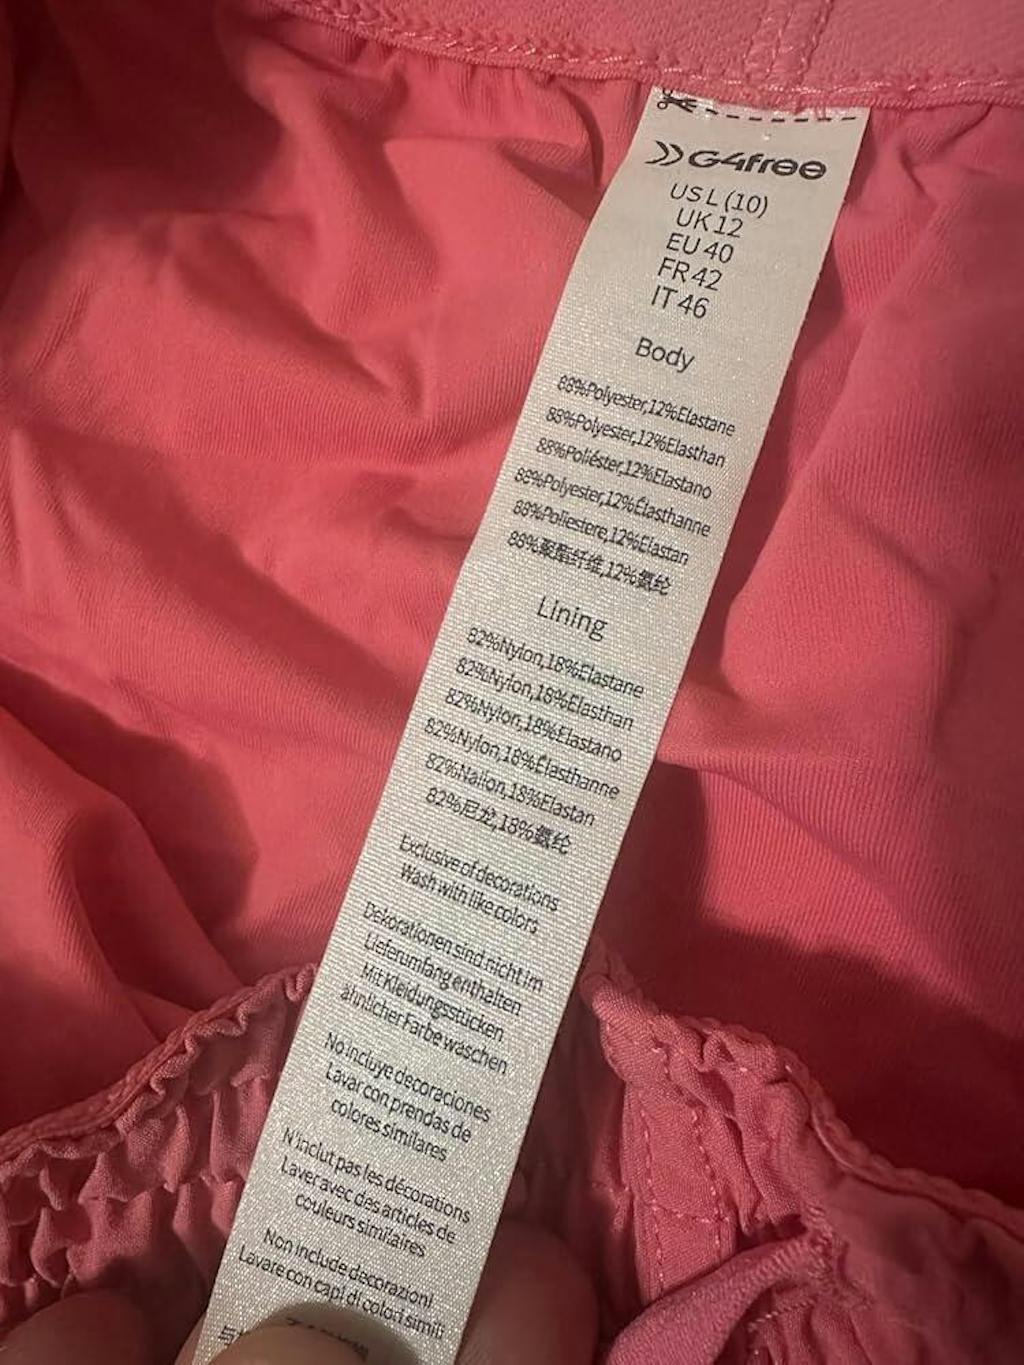 G4free
US L (10)
UK 12
EU 40
FR 42
IT 46
Body
88%Polyester,12%Elastane
88%Polyester,12%Elasthan
88%Poliéster,12%Elastano
88%Polyester,12%Élasthanne
88%Poliestere,12%Elastan
88%聚酯纤维,12%氨纶
Lining
82%Nylon,18%Elastane
82%Nylon,18%Elasthan
82%Nylon,18%Elastano
82%Nylon,18%Élasthanne
82%Nailon,18%Elastan
82%尼龙,18%氨纶
Exclusive of decorations
Wash with like colors
Dekorationen sind nicht im
Lieferumfang enthalten
Mit Kleidungsstücken
ähnlicher Farbe waschen
No incluye decoraciones
Lavar con prendas de
colores similares
N'inclut pas les décorations
Laver avec des articles de
couleurs similaires
Non include decorazioni
Lavare con capi di colori simili